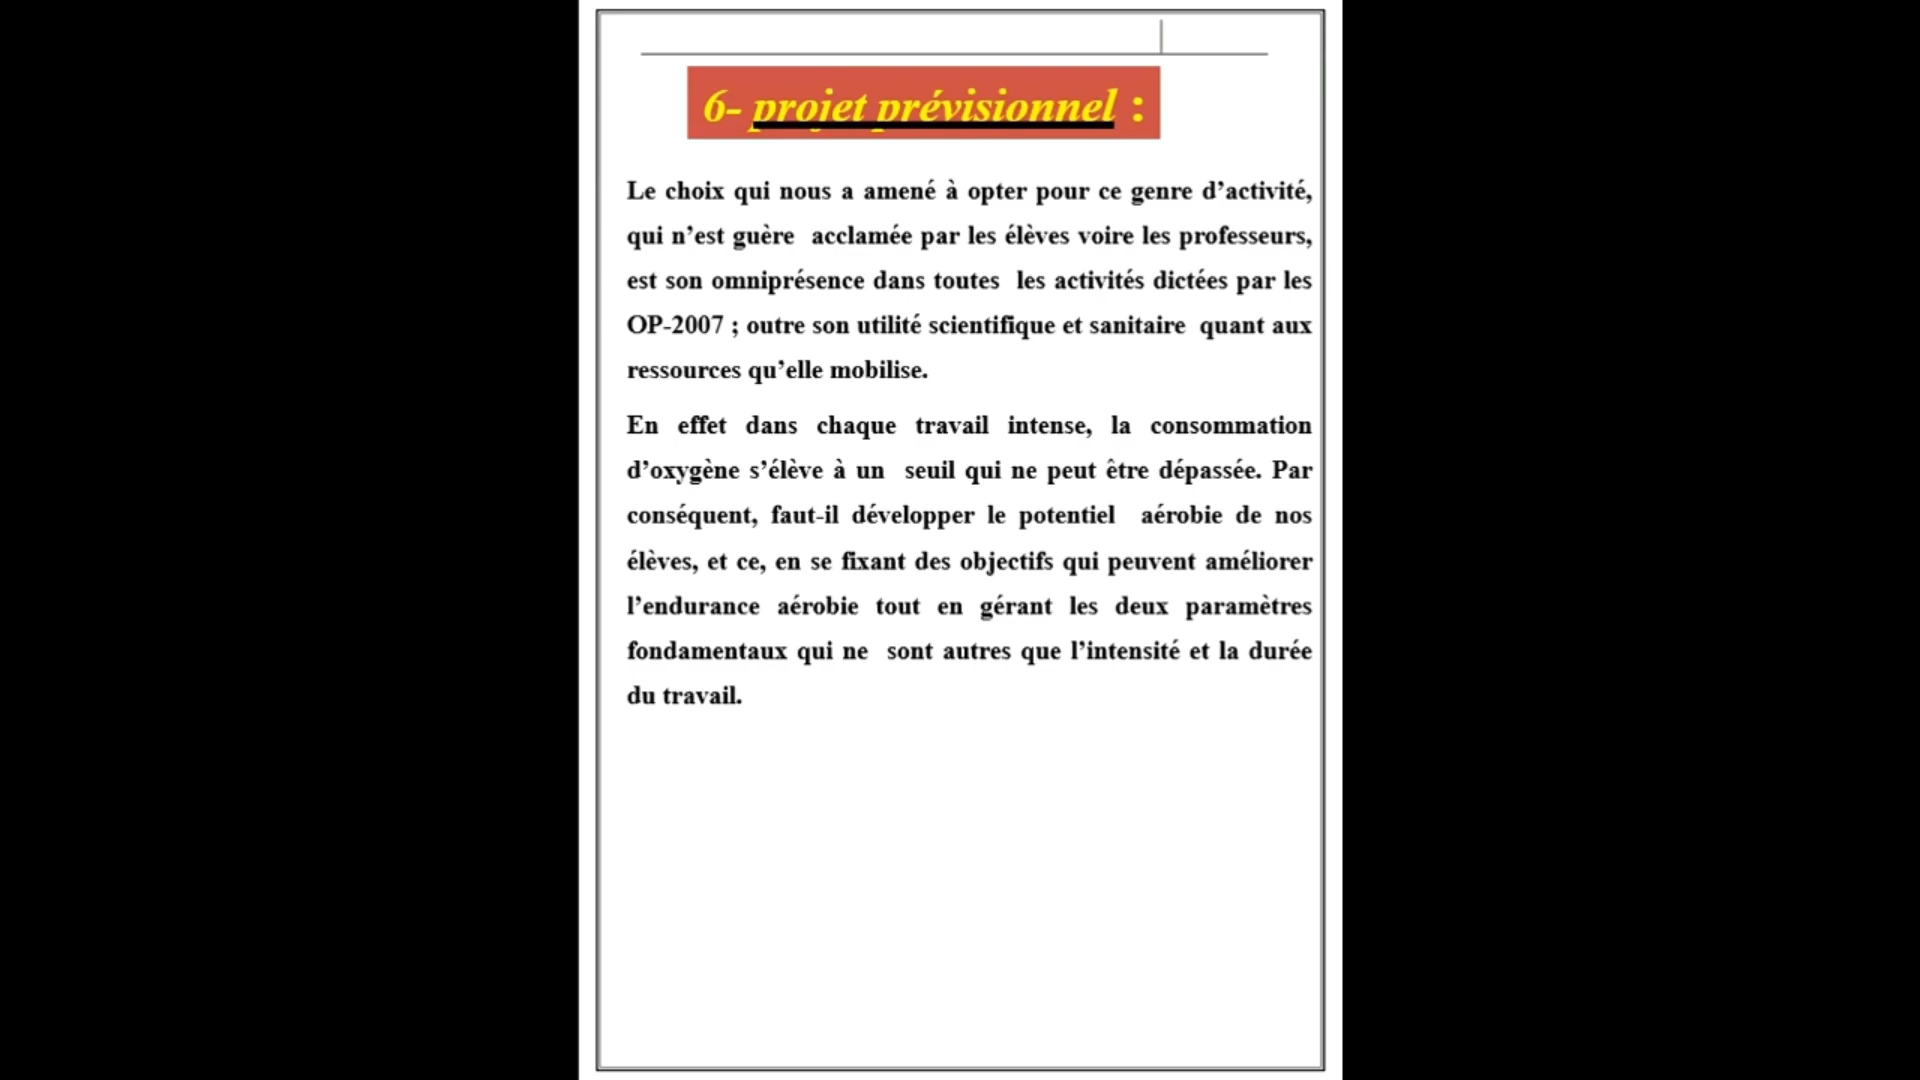 6- projet prévisionnel :
Le choix qui nous a amené à opter pour ce genre d’activité,
qui n’est guère acclamée par les élèves voire les professeurs,
est son omniprésence dans toutes les activités dictées par les
OP-2007 ; outre son utilité scientifique et sanitaire quant aux
ressources qu’elle mobilise.
En effet dans chaque travail intense, la consommation
d’oxygène s’élève à un seuil qui ne peut être dépassée. Par
conséquent, faut-il développer le potentiel aérobie de nos
élèves, et ce, en se fixant des objectifs qui peuvent améliorer
l’endurance aérobie tout en gérant les deux paramètres
fondamentaux qui ne sont autres que l’intensité et la durée
du travail.